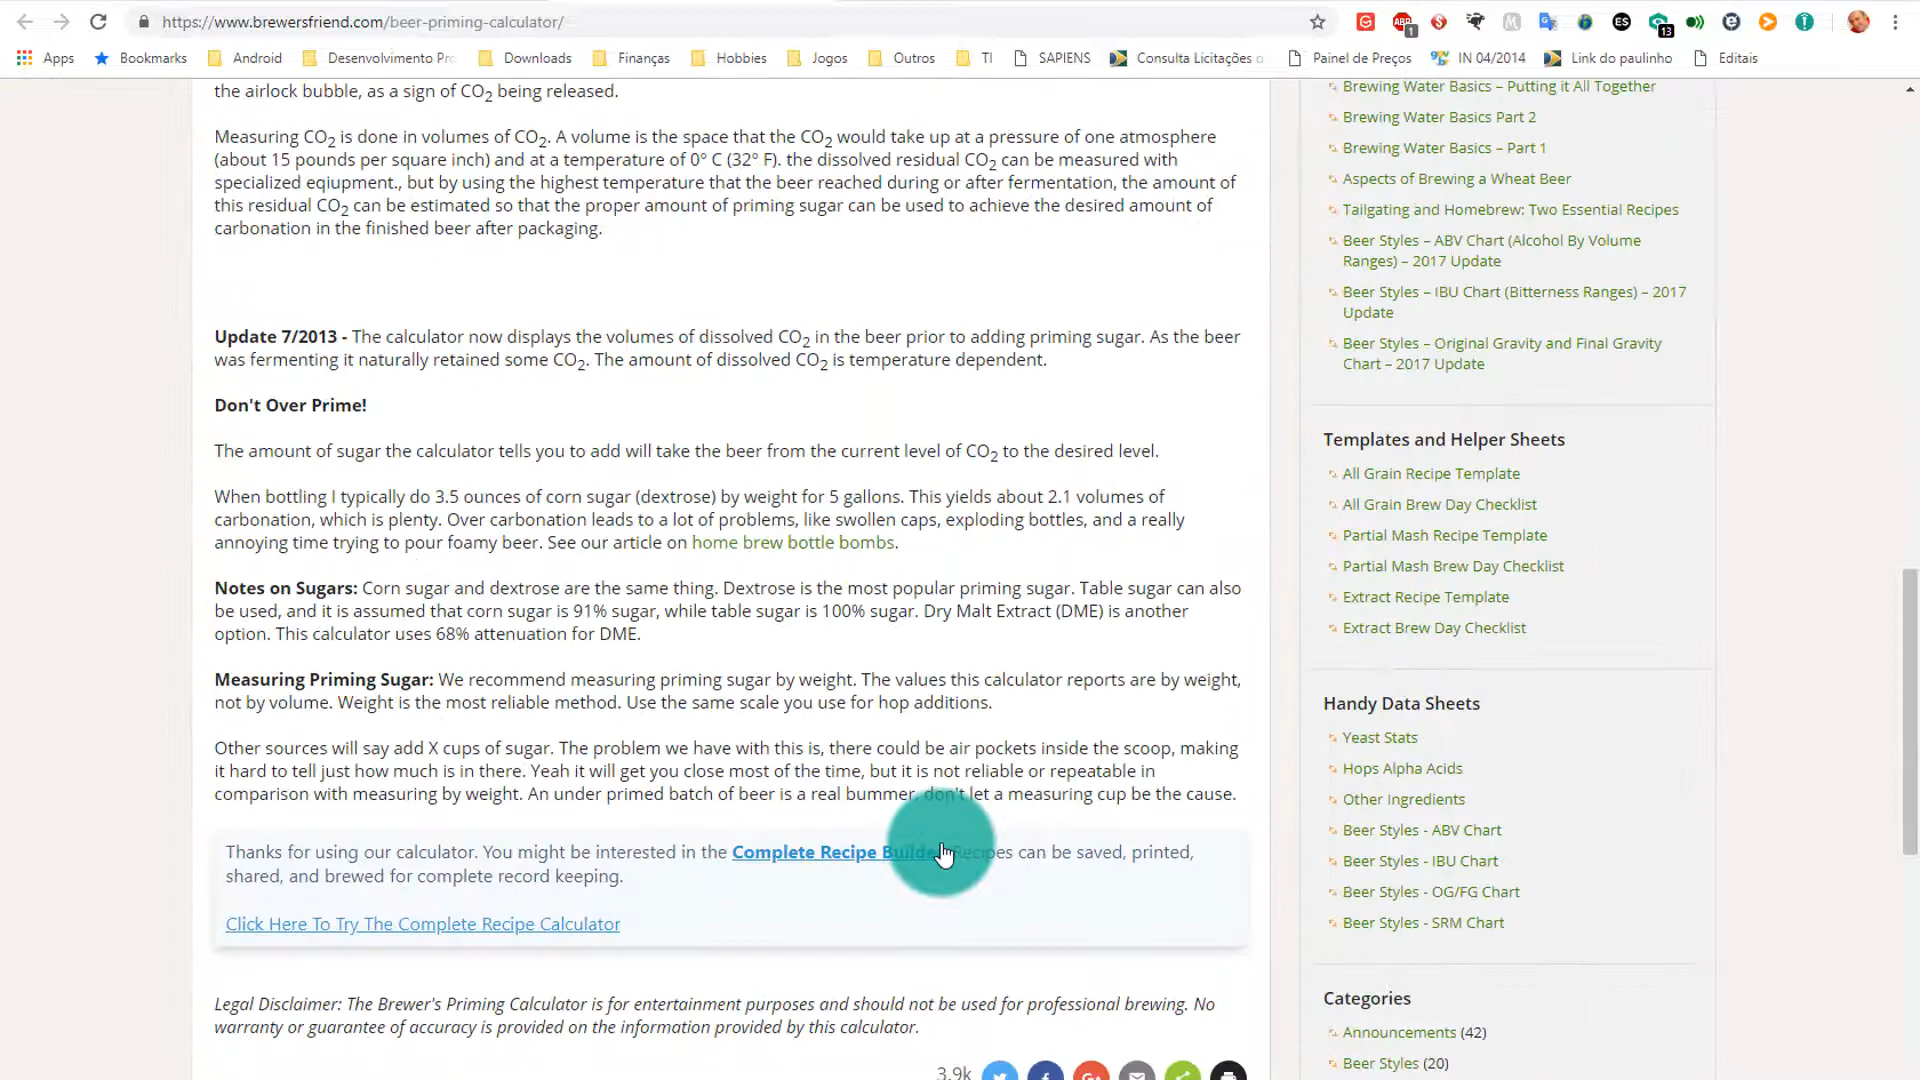 https://www.brewersfriend.com/beer-priming-calculator/
Apps Bookmarks Android Desenvolvimento Downloads Finanças Hobbies Jogos Outros TI SAPIENS Consulta Licitações Painel de Preços IN 04/2014 Link do paulinho Editais
the airlock bubble, as a sign of CO2 being released.
Measuring CO2 is done in volumes of CO2. A volume is the space that the CO2 would take up at a pressure of one atmosphere
(about 15 pounds per square inch) and at a temperature of 0° C (32° F). the dissolved residual CO2 can be measured with
specialized eqiupment., but by using the highest temperature that the beer reached during or after fermentation, the amount of
this residual CO2 can be estimated so that the proper amount of priming sugar can be used to achieve the desired amount of
carbonation in the finished beer after packaging.
Update 7/2013 - The calculator now displays the volumes of dissolved CO2 in the beer prior to adding priming sugar. As the beer
was fermenting it naturally retained some CO2. The amount of dissolved CO2 is temperature dependent.
Don't Over Prime!
The amount of sugar the calculator tells you to add will take the beer from the current level of CO2 to the desired level.
When bottling I typically do 3.5 ounces of corn sugar (dextrose) by weight for 5 gallons. This yields about 2.1 volumes of
carbonation, which is plenty. Over carbonation leads to a lot of problems, like swollen caps, exploding bottles, and a really
annoying time trying to pour foamy beer. See our article on home brew bottle bombs.
Notes on Sugars: Corn sugar and dextrose are the same thing. Dextrose is the most popular priming sugar. Table sugar can also
be used, and it is assumed that corn sugar is 91% sugar, while table sugar is 100% sugar. Dry Malt Extract (DME) is another
option. This calculator uses 68% attenuation for DME.
Measuring Priming Sugar: We recommend measuring priming sugar by weight. The values this calculator reports are by weight,
not by volume. Weight is the most reliable method. Use the same scale you use for hop additions.
Other sources will say add X cups of sugar. The problem we have with this is, there could be air pockets inside the scoop, making
it hard to tell just how much is in there. Yeah it will get you close most of the time, but it is not reliable or repeatable in
comparison with measuring by weight. An under primed batch of beer is a real bummer, don't let a measuring cup be the cause.
Thanks for using our calculator. You might be interested in the Complete Recipe Builder Recipes can be saved, printed,
shared, and brewed for complete record keeping.
Click Here To Try The Complete Recipe Calculator
Legal Disclaimer: The Brewer's Priming Calculator is for entertainment purposes and should not be used for professional brewing. No
warranty or guarantee of accuracy is provided on the information provided by this calculator.
3.9k
Brewing Water Basics – Putting it All Together
Brewing Water Basics Part 2
Brewing Water Basics – Part 1
Aspects of Brewing a Wheat Beer
Tailgating and Homebrew: Two Essential Recipes
Beer Styles – ABV Chart (Alcohol By Volume
Ranges) – 2017 Update
Beer Styles – IBU Chart (Bitterness Ranges) – 2017
Update
Beer Styles – Original Gravity and Final Gravity
Chart – 2017 Update
Templates and Helper Sheets
All Grain Recipe Template
All Grain Brew Day Checklist
Partial Mash Recipe Template
Partial Mash Brew Day Checklist
Extract Recipe Template
Extract Brew Day Checklist
Handy Data Sheets
Yeast Stats
Hops Alpha Acids
Other Ingredients
Beer Styles - ABV Chart
Beer Styles - IBU Chart
Beer Styles - OG/FG Chart
Beer Styles - SRM Chart
Categories
Announcements (42)
Beer Styles (20)